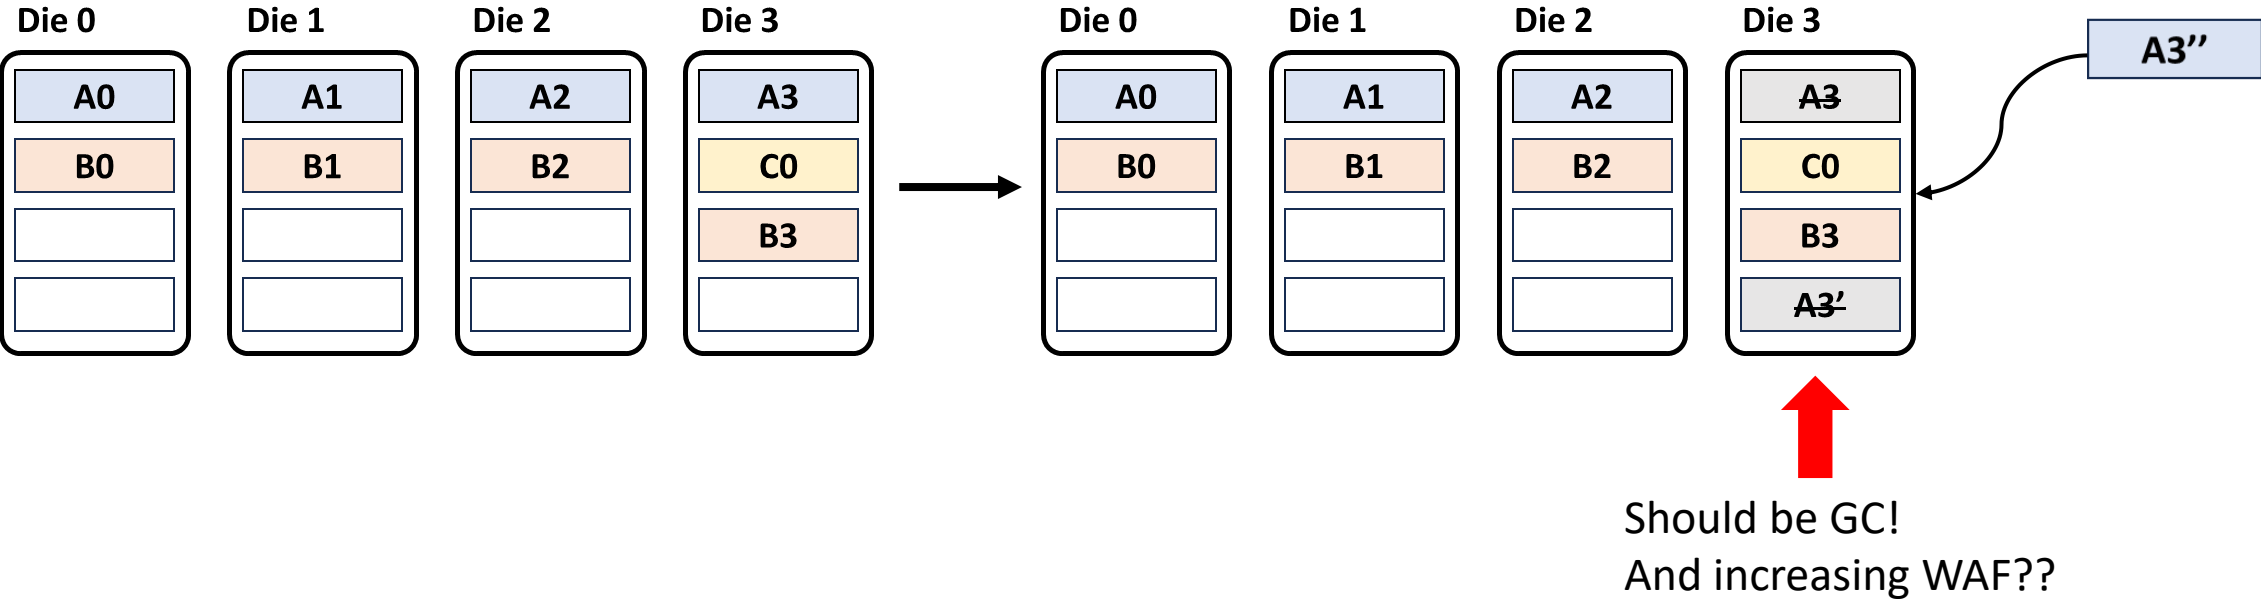 Die 0 Die 1 Die 2 Die 3 Die 0 Die 1 Die 2 Die 3
A3’’
A0 A1 A2 A3 A0 A1 A2 A3
B0 B1 B2 C0 B0 B1 B2 C0
B3 B3
A3’
Should be GC!
And increasing WAF??